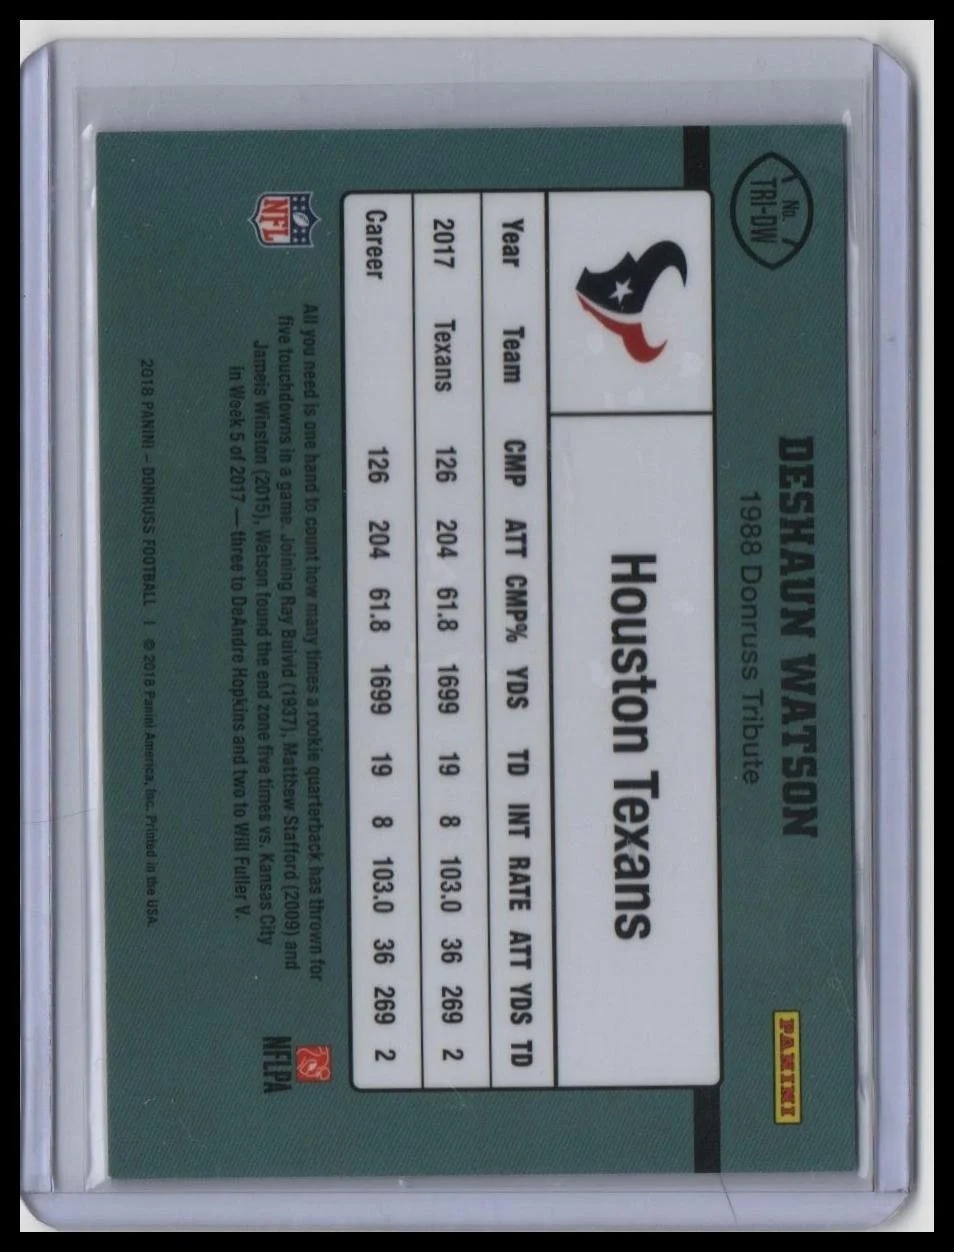 No.
TRI-DW
DESHAUN WATSON
1988 Donruss Tribute
PANINI
Houston Texans
Year Team CMP ATT CMP% YDS TD INT RATE ATT YDS TD
2017 Texans 126 204 61.8 1699 19 8 103.0 36 269 2
Career 126 204 61.8 1699 19 8 103.0 36 269 2
NFL
All you need is one hand to count how many times a rookie quarterback has thrown for
five touchdowns in a game. Joining Ray Buivid (1937), Matthew Stafford (2009) and
Jameis Winston (2015), Watson found the end zone five times vs. Kansas City
in Week 5 of 2017 — three to DeAndre Hopkins and two to Will Fuller V.
NFLPA
2018 PANINI – DONRUSS FOOTBALL | © 2018 Panini America, Inc. Printed in the USA.